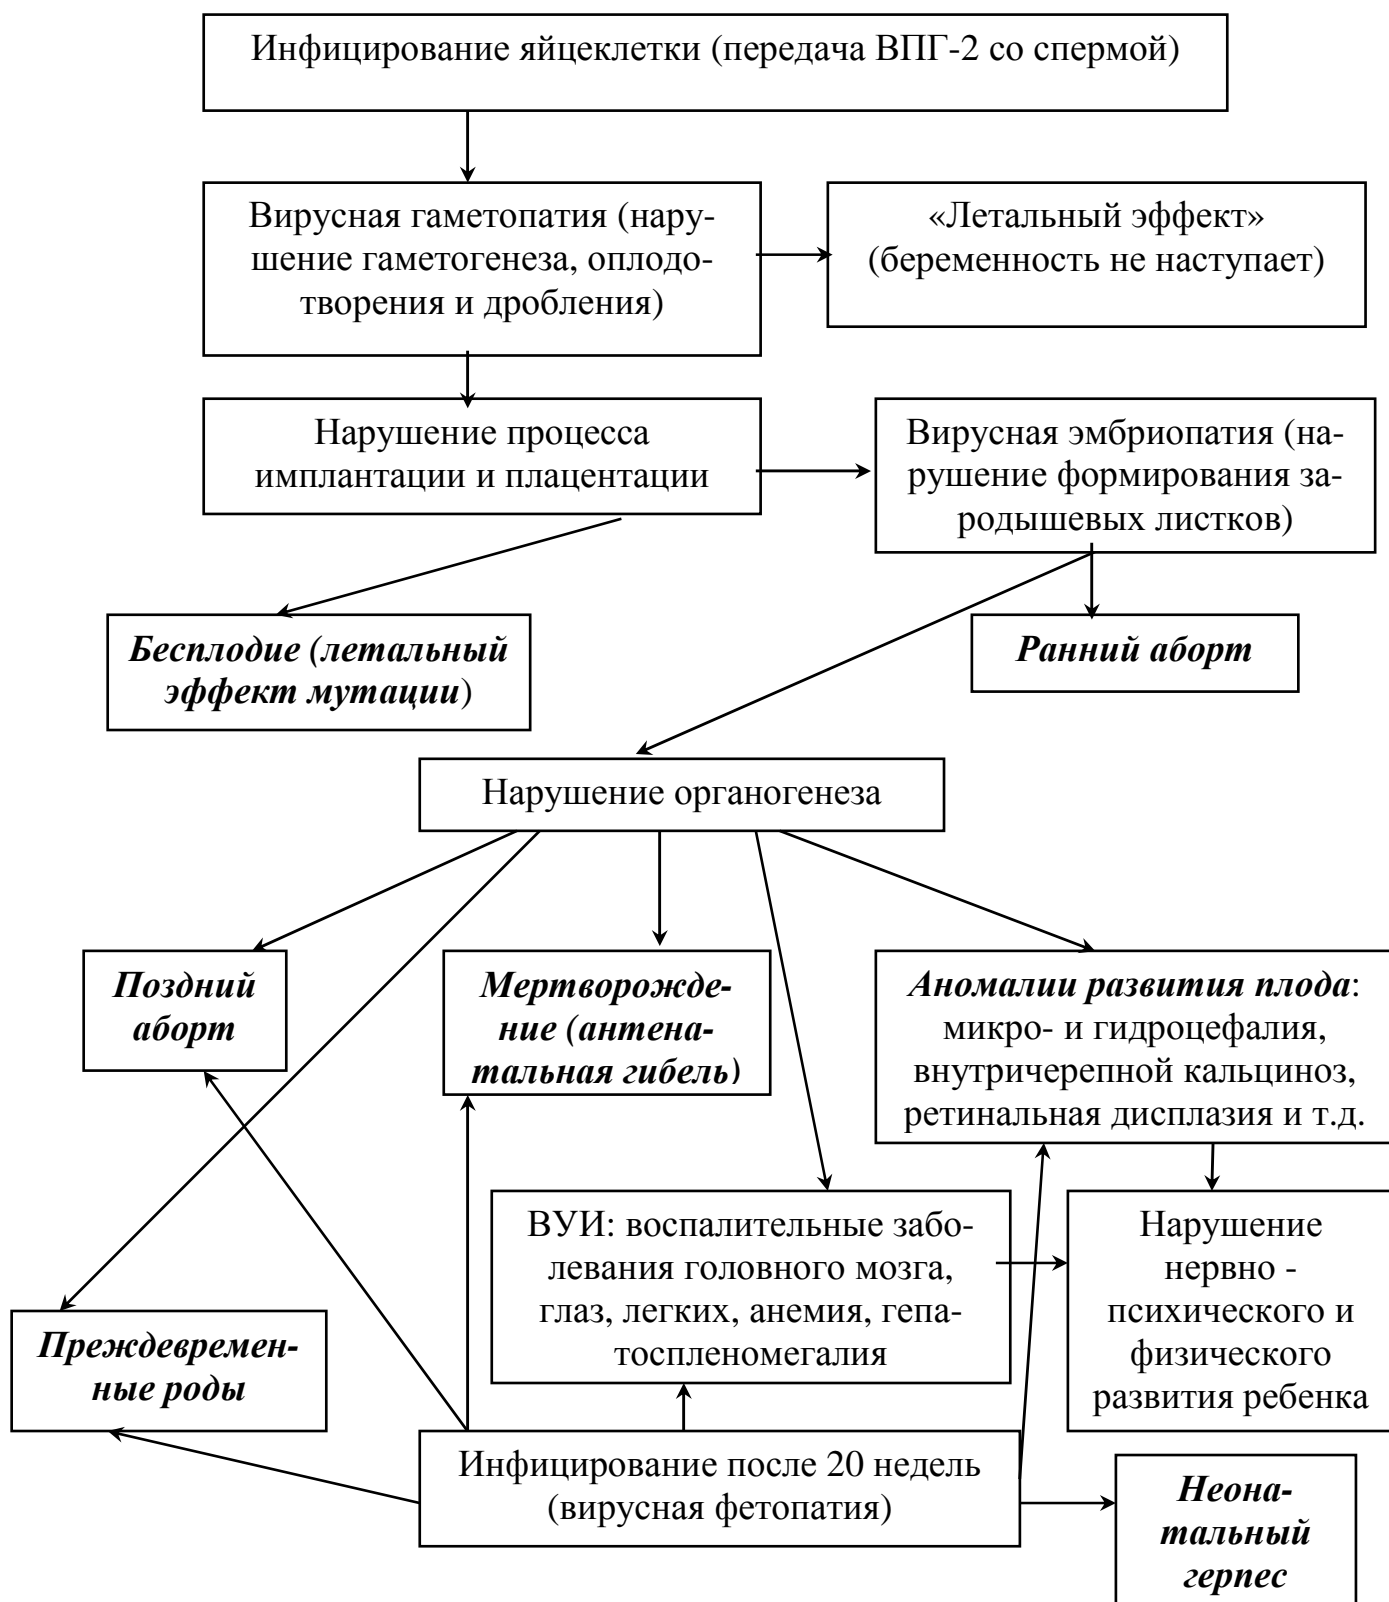 Инфицирование яйцеклетки (передача ВПГ-2 со спермой)
Вирусная гаметопатия (нару-
шение гаметогенеза, оплодо-
творения и дробления)
«Летальный эффект»
(беременность не наступает)
Нарушение процесса
имплантации и плацентации
Вирусная эмбриопатия (на-
рушение формирования за-
родышевых листков)
Бесплодие (летальный
эффект мутации)
Ранний аборт
Нарушение органогенеза
Поздний
аборт
Мертворожде-
ние (антена-
тальная гибель)
Аномалии развития плода:
микро- и гидроцефалия,
внутричерепной кальциноз,
ретинальная дисплазия и т.д.
ВУИ: воспалительные забо-
левания головного мозга,
глаз, легких, анемия, гепа-
тоспленомегалия
Нарушение
нервно -
психического и
физического
развития ребенка
Преждевремен-
ные роды
Инфицирование после 20 недель
(вирусная фетопатия)
Неона-
тальный
герпес